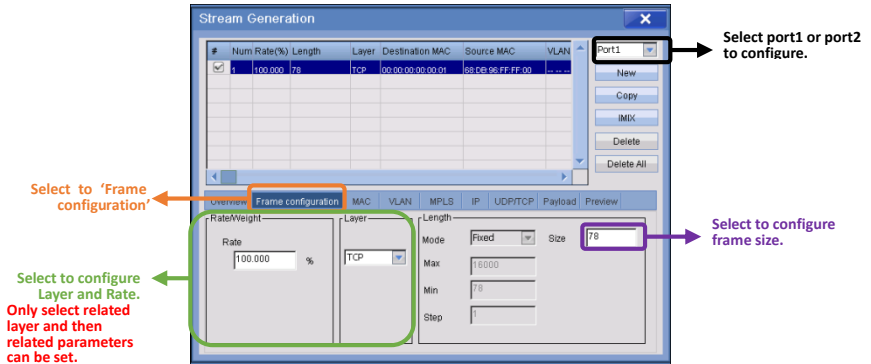 Stream Generation
# Num Rate(%) Length Layer Destination MAC Source MAC VLAN
1 100.000 78 TCP 00:00:00:00:00:01 68:DB:96:FF:FF:00 -- -- --
Port1
New
Copy
IMIX
Delete
Delete All
Select port1 or port2
to configure.
Overview Frame configuration MAC VLAN MPLS IP UDP/TCP Payload Preview
Select to ‘Frame
configuration’
Rate/Weight
Rate
100.000 %
Layer
TCP
Length
Mode Fixed Size 78
Max 16000
Min 78
Step 1
Select to configure
frame size.
Select to configure
Layer and Rate.
Only select related
layer and then
related parameters
can be set.